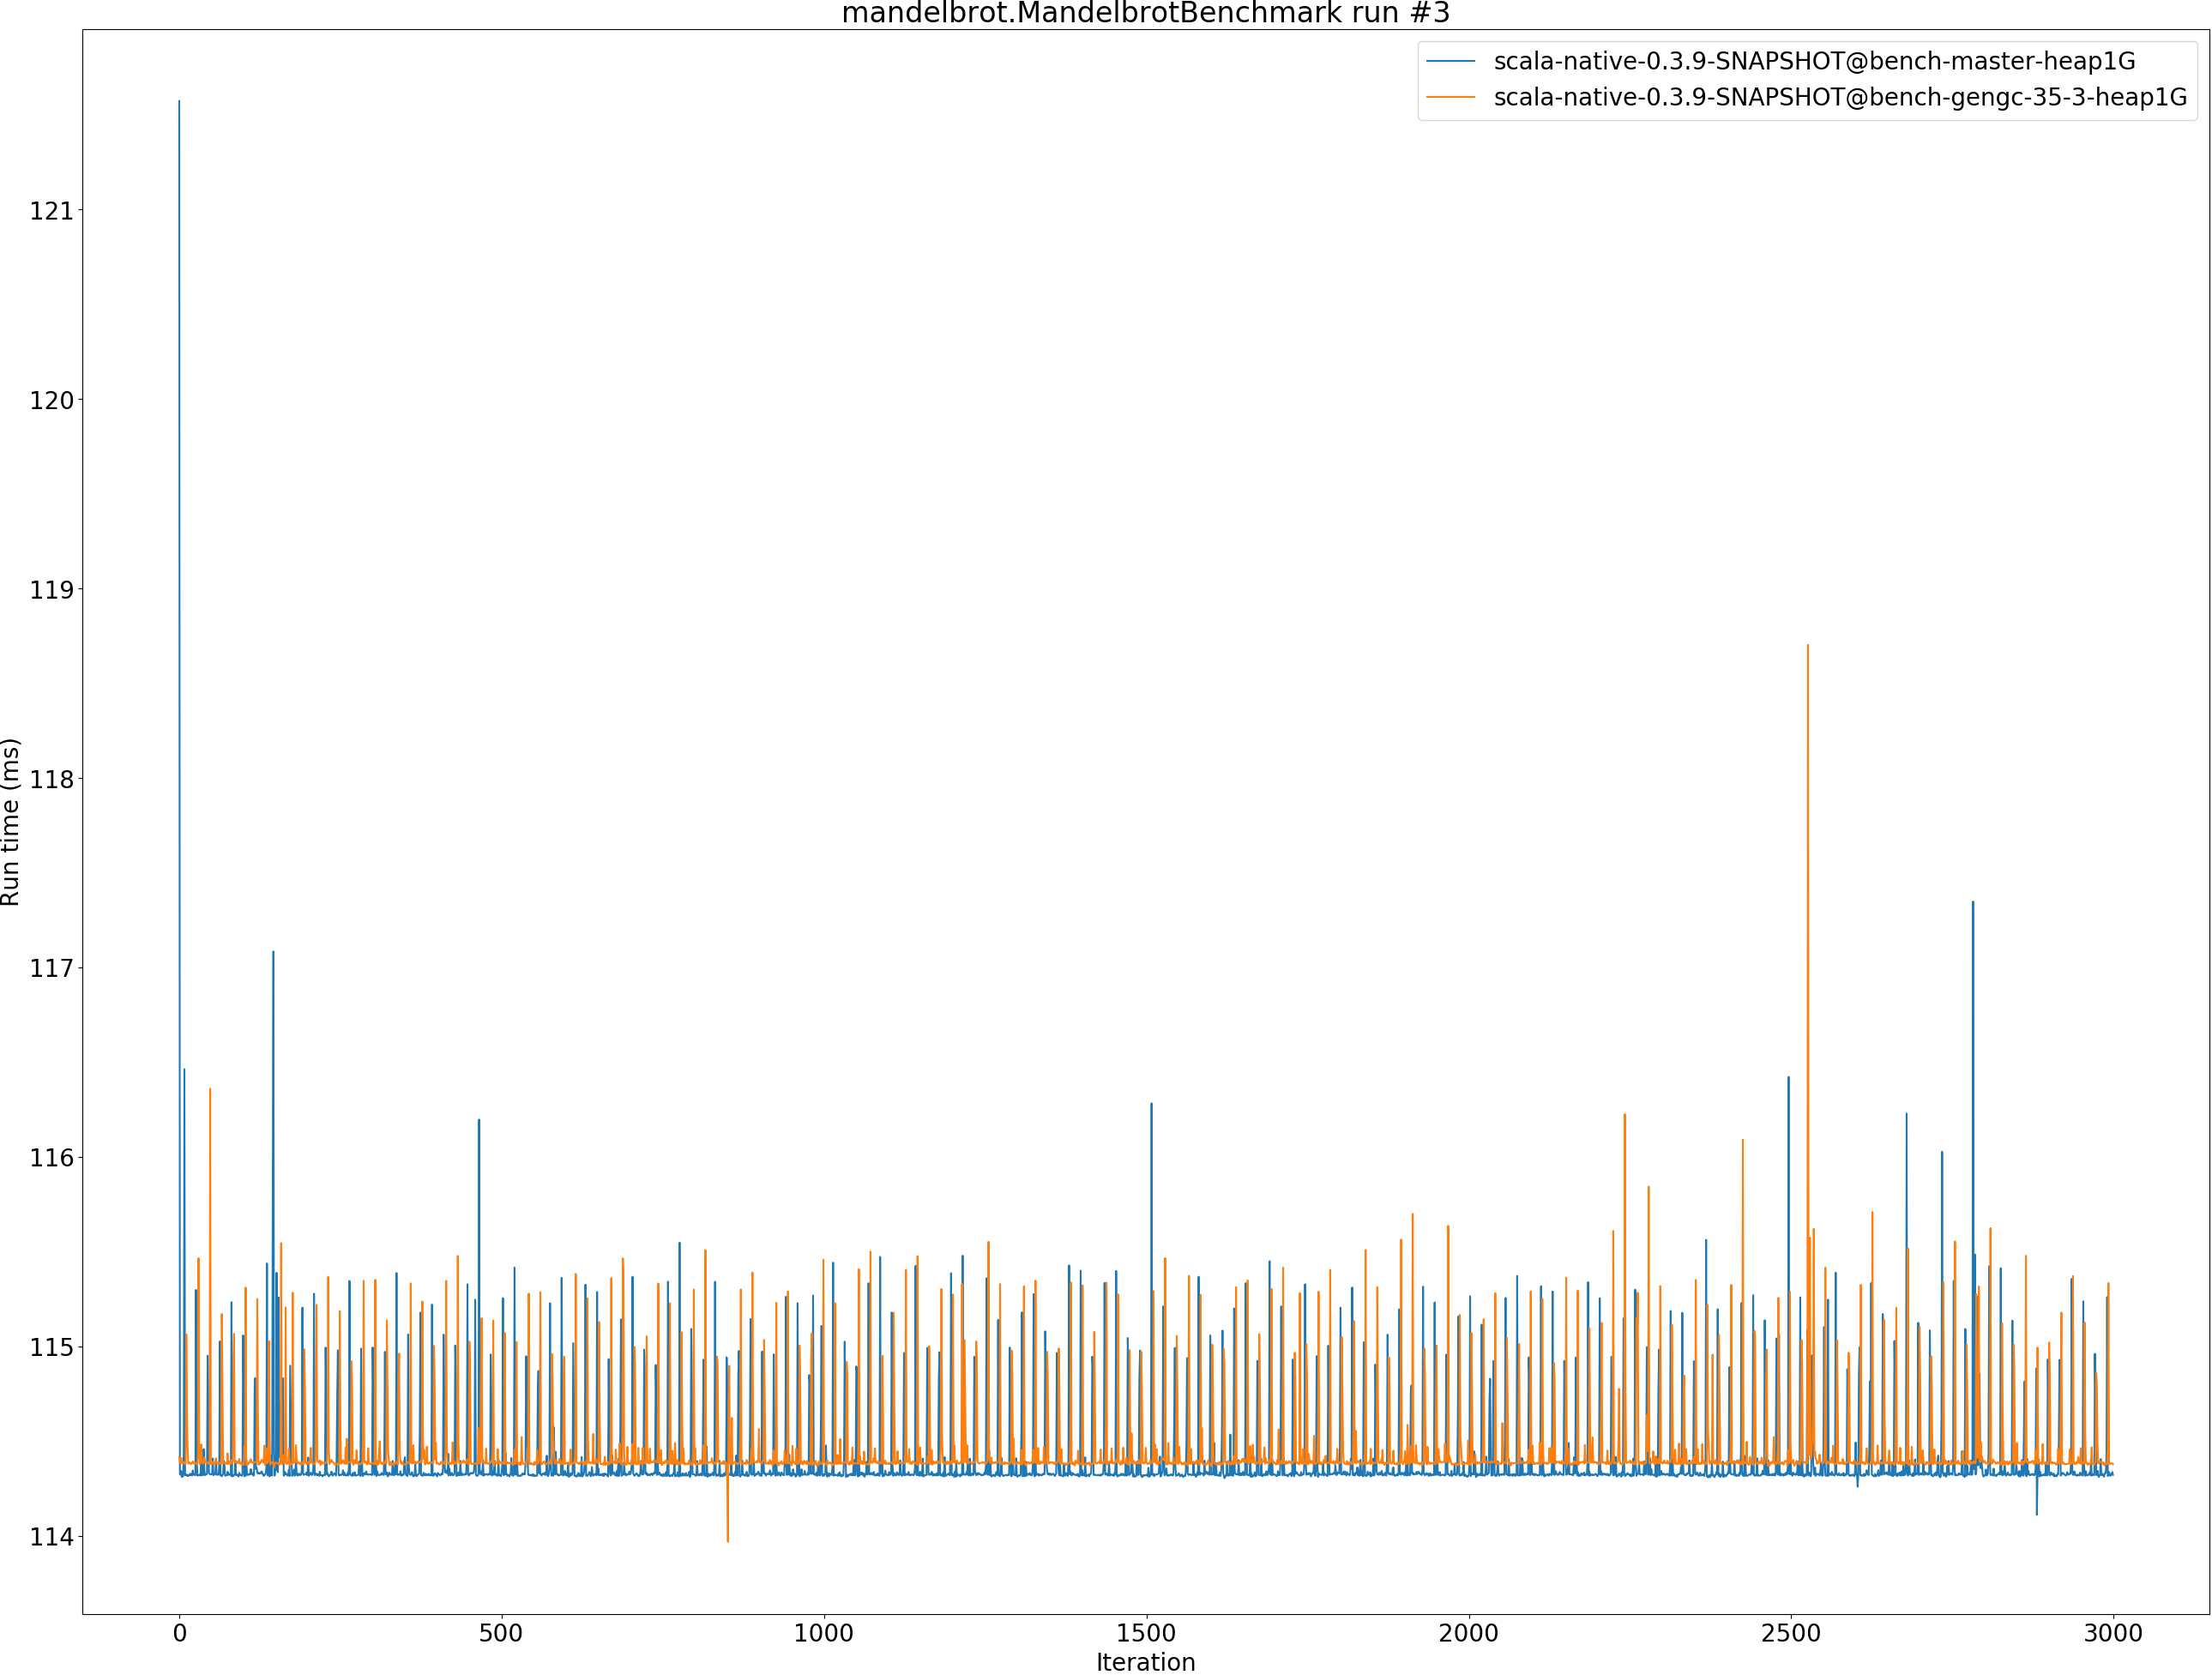 mandelbrot.MandelbrotBenchmark run #3
scala-native-0.3.9-SNAPSHOT@bench-master-heap1G
scala-native-0.3.9-SNAPSHOT@bench-gengc-35-3-heap1G
121
120
119
118
117
116
115
114
Run time (ms)
0 500 1000 1500 2000 2500 3000
Iteration